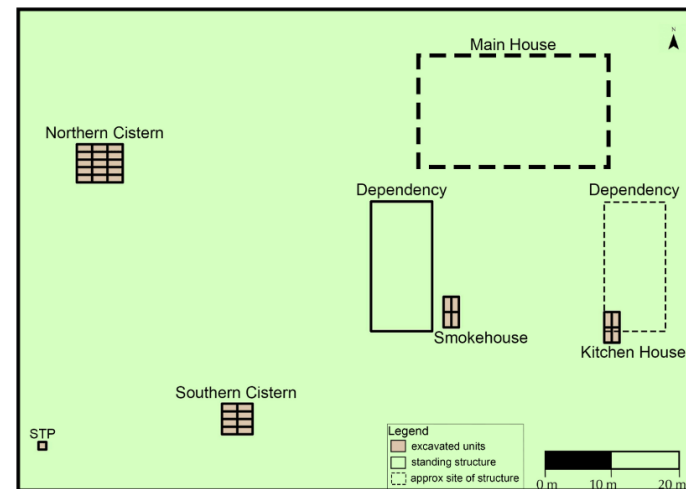 N
Main House
Northern Cistern
Dependency
Dependency
Smokehouse
Kitchen House
Southern Cistern
STP
Legend
excavated units
standing structure
approx site of structure
0 m 10 m 20 m